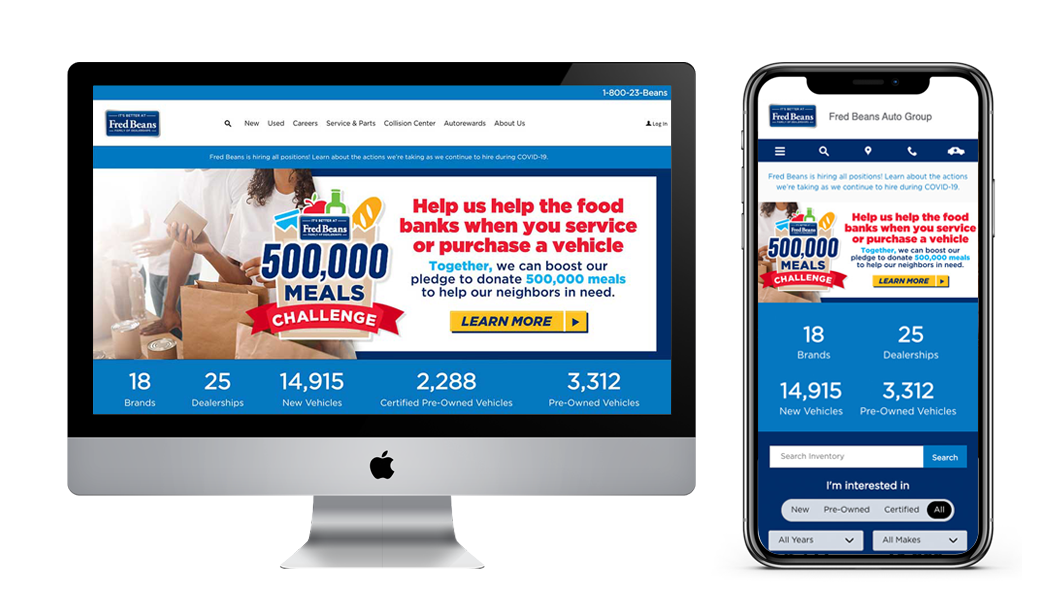 1-800-23-Beans
IT'S BETTER AT
Fred Beans
FAMILY OF DEALERSHIPS
New Used Careers Service & Parts Collision Center Autorewards About Us
Log in
Fred Beans is hiring all positions! Learn about the actions we're taking as we continue to hire during COVID-19.
IT'S BETTER AT
Fred Beans
FAMILY OF DEALERSHIPS
500,000
MEALS
CHALLENGE
Help us help the food
banks when you service
or purchase a vehicle
Together, we can boost our
pledge to donate 500,000 meals
to help our neighbors in need.
LEARN MORE
18 25 14,915 2,288 3,312
Brands Dealerships New Vehicles Certified Pre-Owned Vehicles Pre-Owned Vehicles
IT'S BETTER AT
Fred Beans
FAMILY OF DEALERSHIPS
Fred Beans Auto Group
Fred Beans is hiring all positions! Learn about the actions
we're taking as we continue to hire during COVID-19.
Fred Beans
500,000
MEALS
CHALLENGE
Help us help the food
banks when you service
or purchase a vehicle
Together, we can boost our
pledge to donate 500,000 meals
to help our neighbors in need.
LEARN MORE
18 25
Brands Dealerships
14,915 3,312
New Vehicles Pre-Owned Vehicles
Search Inventory Search
I'm interested in
New Pre-Owned Certified All
All Years All Makes